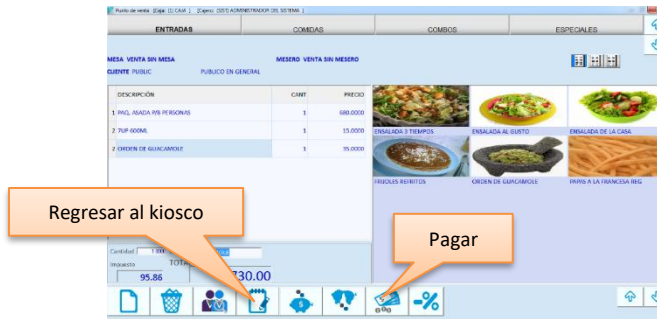 Punto de venta [Caja: (1) CAJA ] [Cajero: (SIST) ADMINISTRADOR DEL SISTEMA ]
ENTRADAS COMIDAS COMBOS ESPECIALES
MESA VENTA SIN MESA MESERO VENTA SIN MESERO
CLIENTE PUBLIC PUBLICO EN GENERAL
DESCRIPCIÓN CANT PRECIO
1 PAQ. ASADA P/8 PERSONAS 1 680.0000
2 7UP 600ML 1 15.0000
2 ORDEN DE GUACAMOLE 1 35.0000
ENSALADA 3 TIEMPOS ENSALADA AL GUSTO ENSALADA DE LA CASA
FRIJOLES REFRITOS ORDEN DE GUACAMOLE PAPAS A LA FRANCESA REG
Regresar al kiosco
Pagar
Cantidad
Impuesto TOTA
95.86 730.00